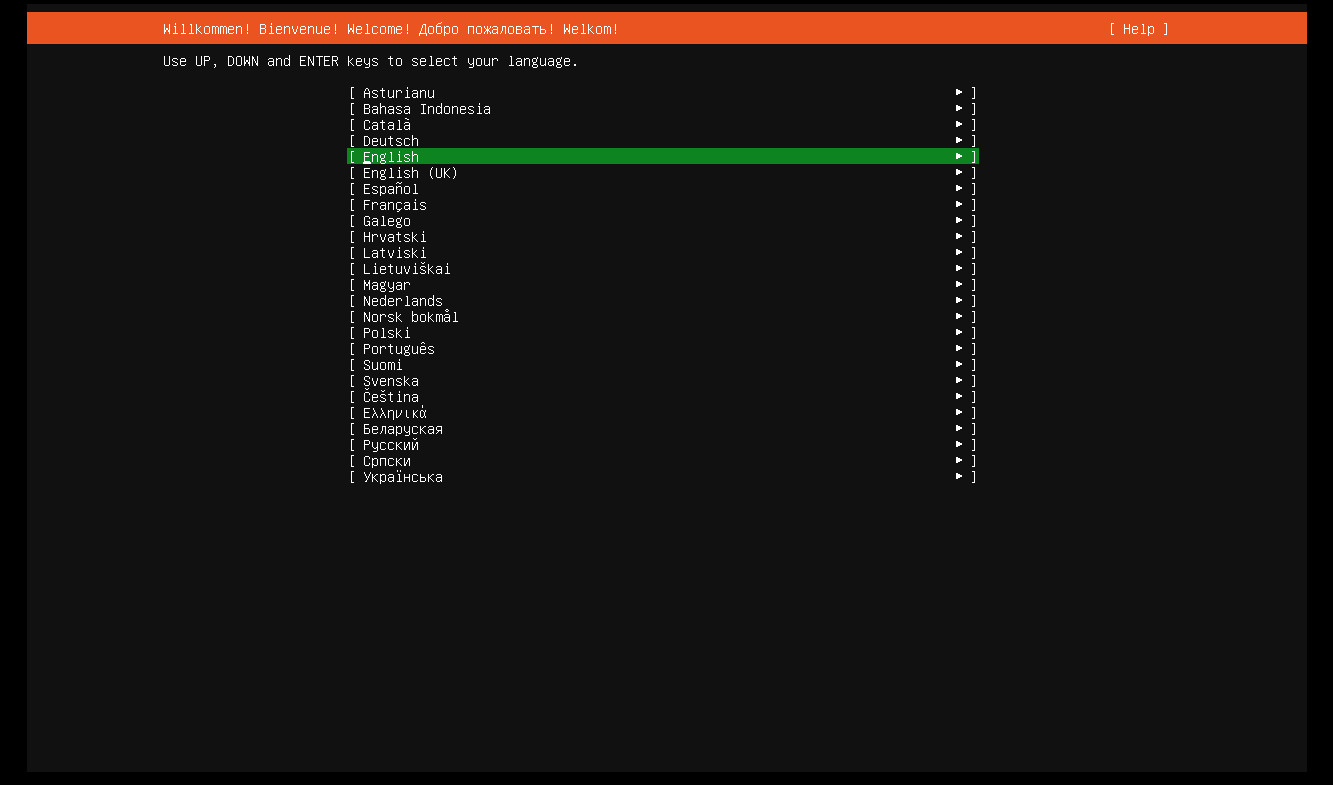 Willkommen! Bienvenue! Welcome! Добро пожаловать! Welkom! [ Help ]
Use UP, DOWN and ENTER keys to select your language.
[ Asturianu ► ]
[ Bahasa Indonesia ► ]
[ Català ► ]
[ Deutsch ► ]
[ English ► ]
[ English (UK) ► ]
[ Español ► ]
[ Français ► ]
[ Galego ► ]
[ Hrvatski ► ]
[ Latviski ► ]
[ Lietuviškai ► ]
[ Magyar ► ]
[ Nederlands ► ]
[ Norsk bokmål ► ]
[ Polski ► ]
[ Português ► ]
[ Suomi ► ]
[ Svenska ► ]
[ Čeština ► ]
[ Ελληνικά ► ]
[ Беларуская ► ]
[ Русский ► ]
[ Српски ► ]
[ Українська ► ]